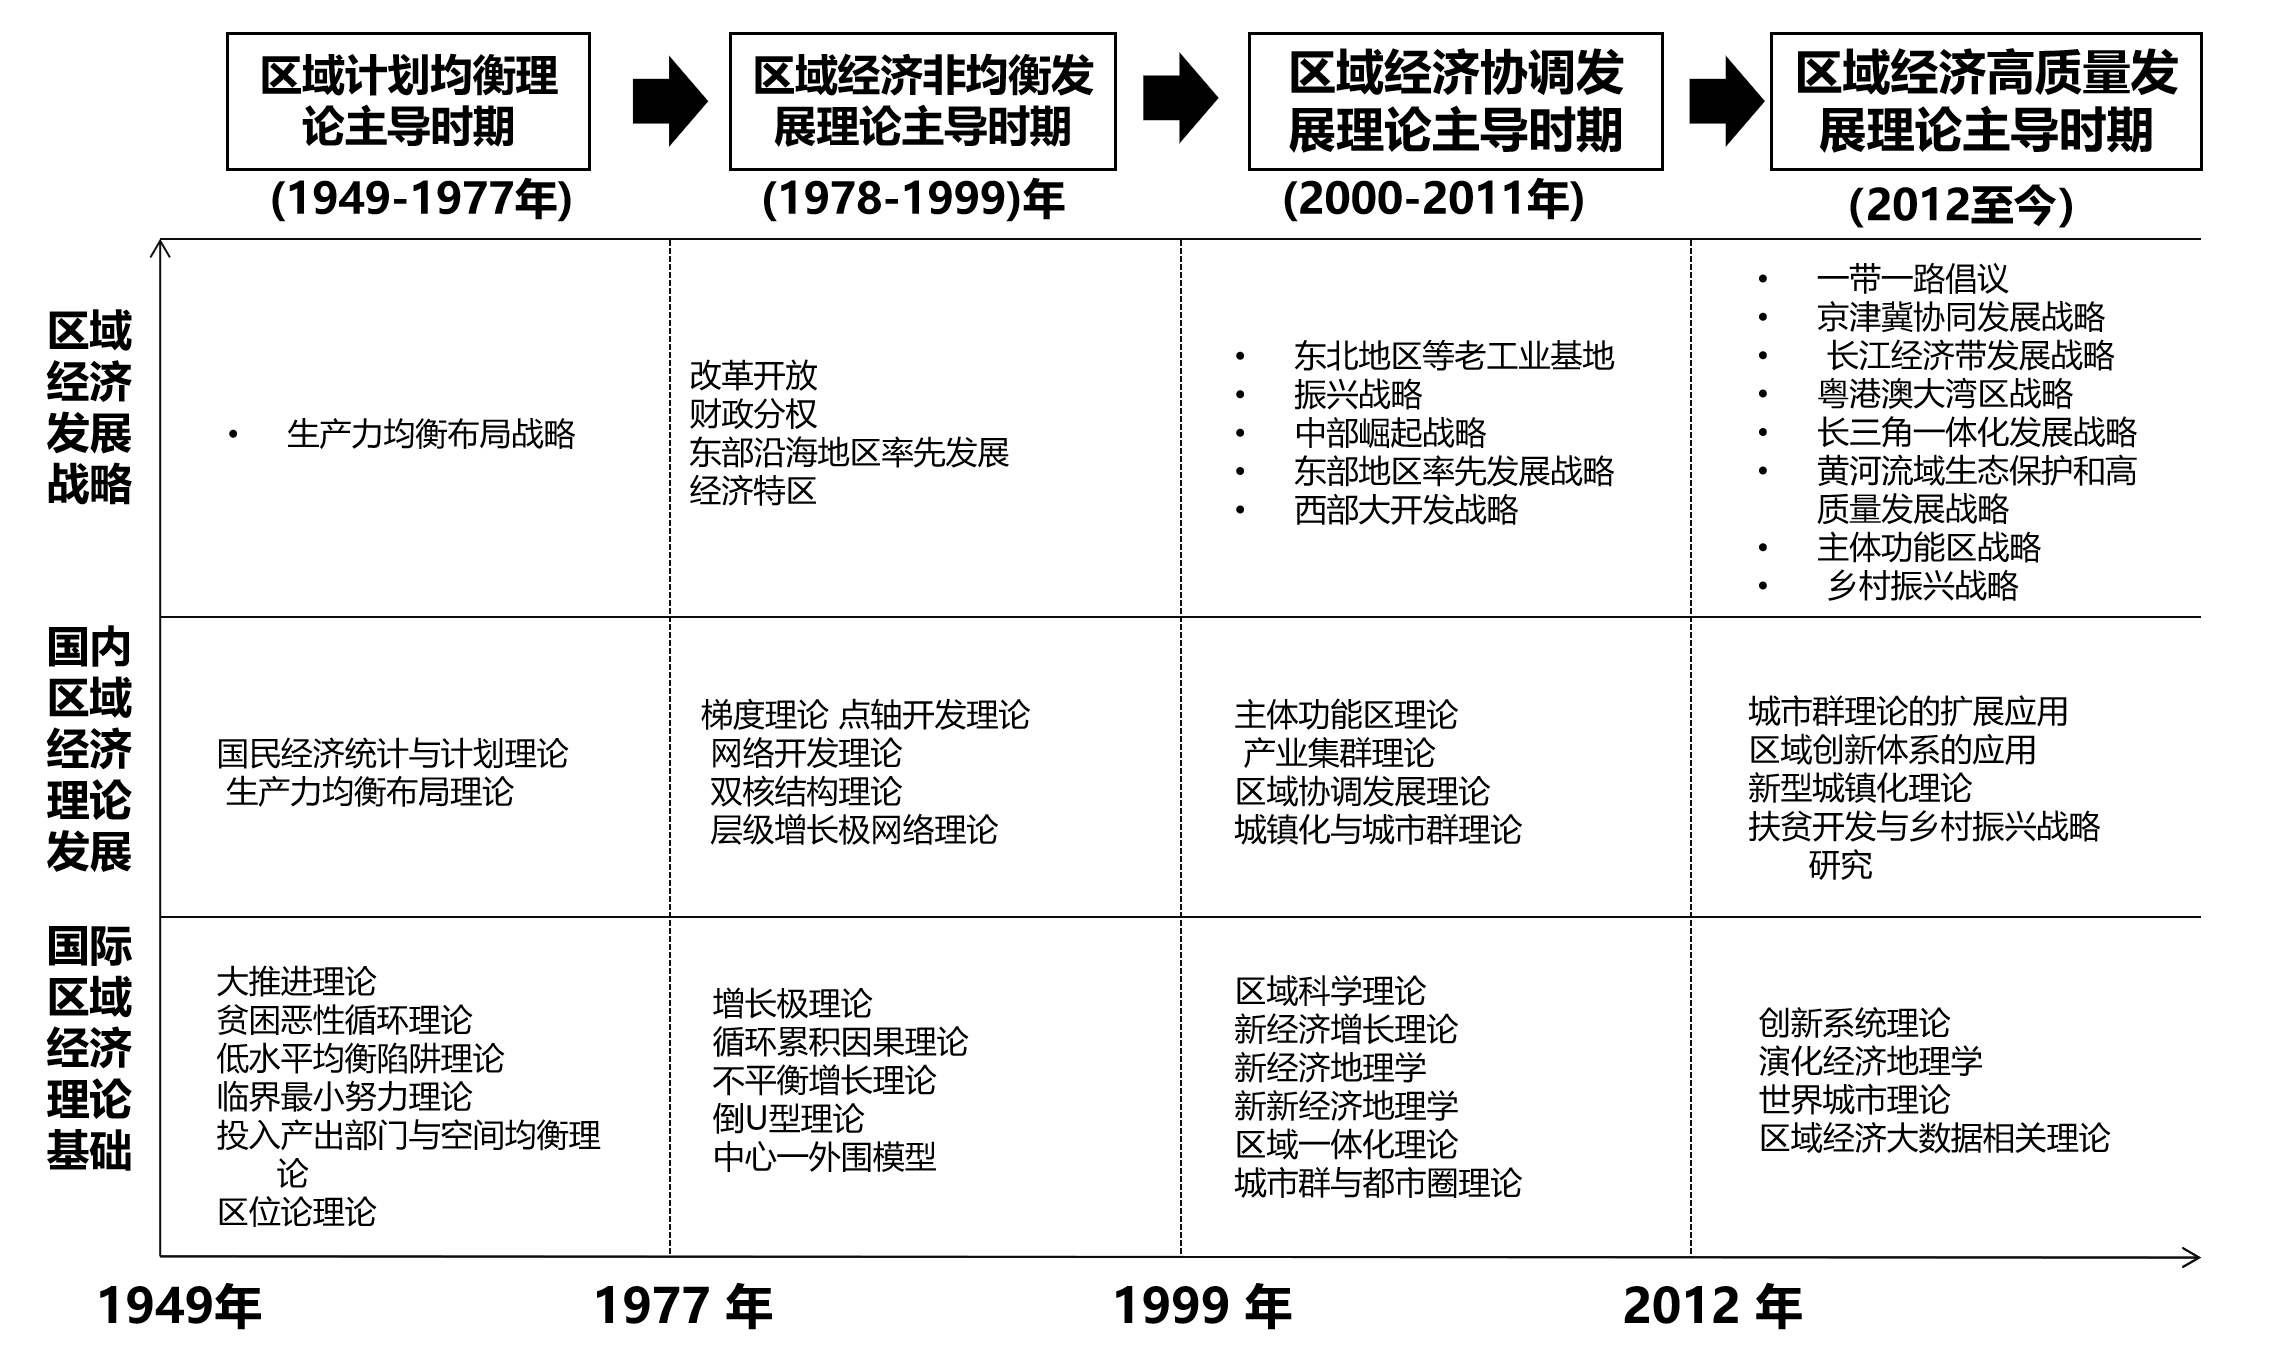 区域计划均衡理
论主导时期
(1949-1977年)
区域经济非均衡发
展理论主导时期
(1978-1999)年
区域经济协调发
展理论主导时期
(2000-2011年)
区域经济高质量发
展理论主导时期
(2012至今)
区域
经济
发展
战略
• 生产力均衡布局战略
改革开放
财政分权
东部沿海地区率先发展
经济特区
• 东北地区等老工业基地
• 振兴战略
• 中部崛起战略
• 东部地区率先发展战略
• 西部大开发战略
• 一带一路倡议
• 京津冀协同发展战略
• 长江经济带发展战略
• 粤港澳大湾区战略
• 长三角一体化发展战略
• 黄河流域生态保护和高
质量发展战略
• 主体功能区战略
• 乡村振兴战略
国内
区域
经济
理论
发展
国民经济统计与计划理论
生产力均衡布局理论
梯度理论 点轴开发理论
网络开发理论
双核结构理论
层级增长极网络理论
主体功能区理论
产业集群理论
区域协调发展理论
城镇化与城市群理论
城市群理论的扩展应用
区域创新体系的应用
新型城镇化理论
扶贫开发与乡村振兴战略
研究
国际
区域
经济
理论
基础
大推进理论
贫困恶性循环理论
低水平均衡陷阱理论
临界最小努力理论
投入产出部门与空间均衡理
论
区位论理论
增长极理论
循环累积因果理论
不平衡增长理论
倒U型理论
中心一外围模型
区域科学理论
新经济增长理论
新经济地理学
新新经济地理学
区域一体化理论
城市群与都市圈理论
创新系统理论
演化经济地理学
世界城市理论
区域经济大数据相关理论
1949年
1977 年
1999 年
2012 年